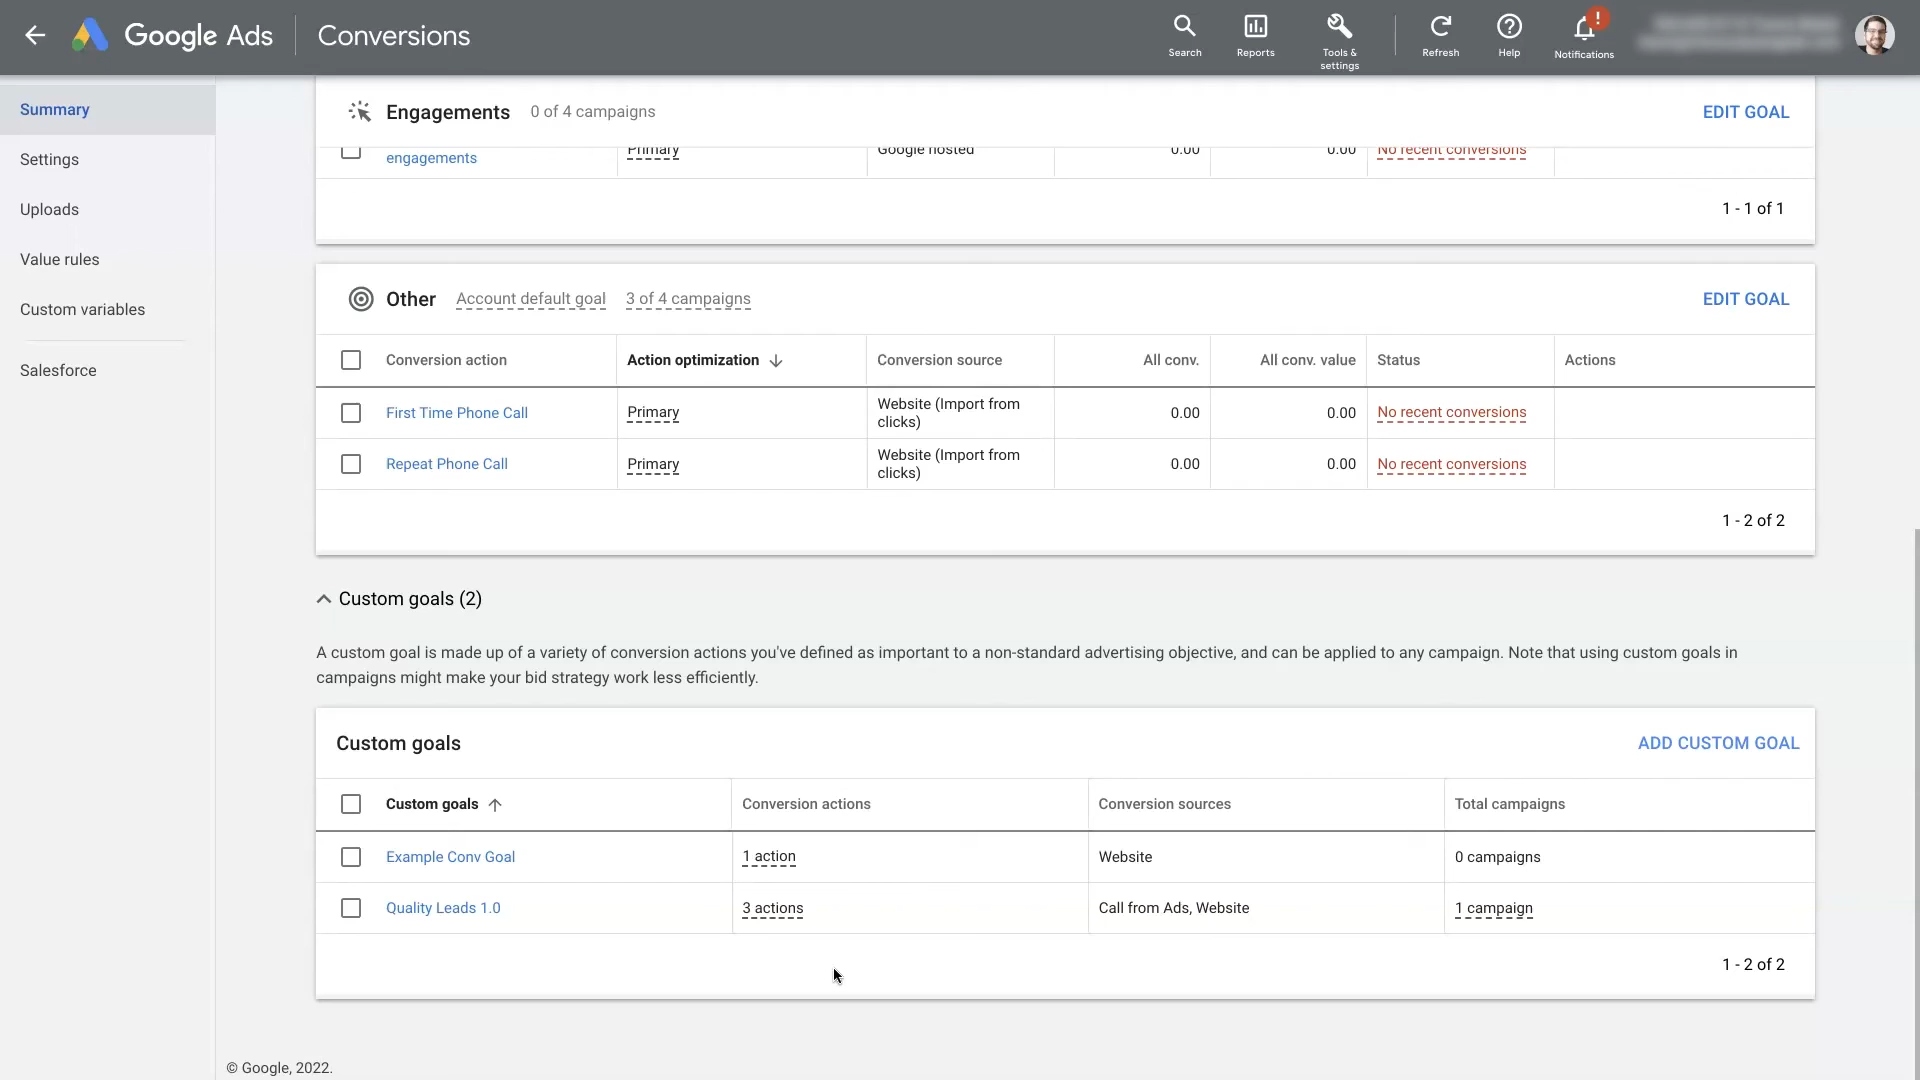 Google Ads
Conversions
Search
Reports
Tools &
settings
Refresh
Help
!
Notifications
Summary
Settings
Uploads
Value rules
Custom variables
Salesforce
Engagements 0 of 4 campaigns EDIT GOAL
engagements Primary Google hosted 0.00 0.00 No recent conversions
1 - 1 of 1
Other Account default goal 3 of 4 campaigns EDIT GOAL
Conversion action Action optimization Conversion source All conv. All conv. value Status Actions
First Time Phone Call Primary Website (Import from
clicks) 0.00 0.00 No recent conversions
Repeat Phone Call Primary Website (Import from
clicks) 0.00 0.00 No recent conversions
1 - 2 of 2
Custom goals (2)
A custom goal is made up of a variety of conversion actions you've defined as important to a non-standard advertising objective, and can be applied to any campaign. Note that using custom goals in
campaigns might make your bid strategy work less efficiently.
Custom goals ADD CUSTOM GOAL
Custom goals Conversion actions Conversion sources Total campaigns
Example Conv Goal 1 action Website 0 campaigns
Quality Leads 1.0 3 actions Call from Ads, Website 1 campaign
1 - 2 of 2
© Google, 2022.